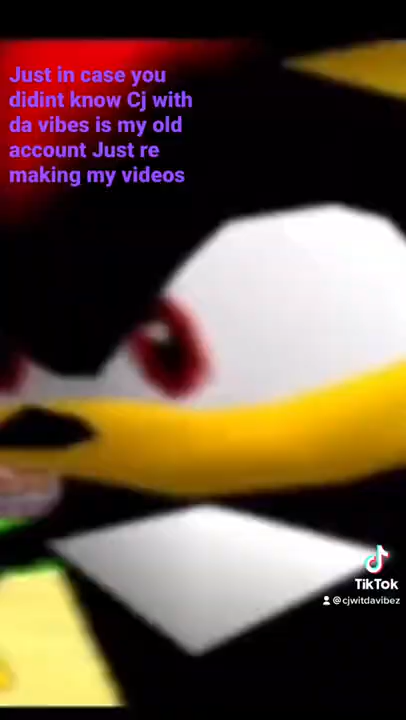 Just in case you
didint know Cj with
da vibes is my old
account Just re
making my videos
TikTok
@cjwitdavibez